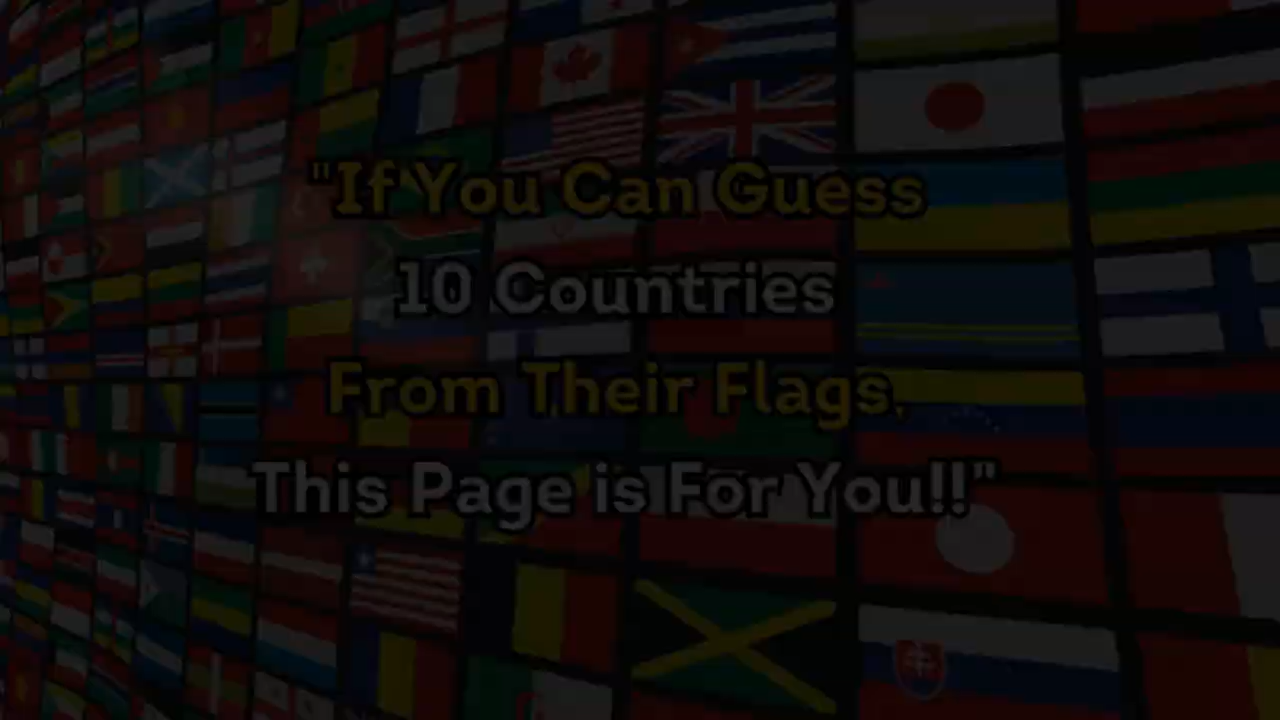 "If You Can Guess
10 Countries
From Their Flags,
This Page is For You!!"